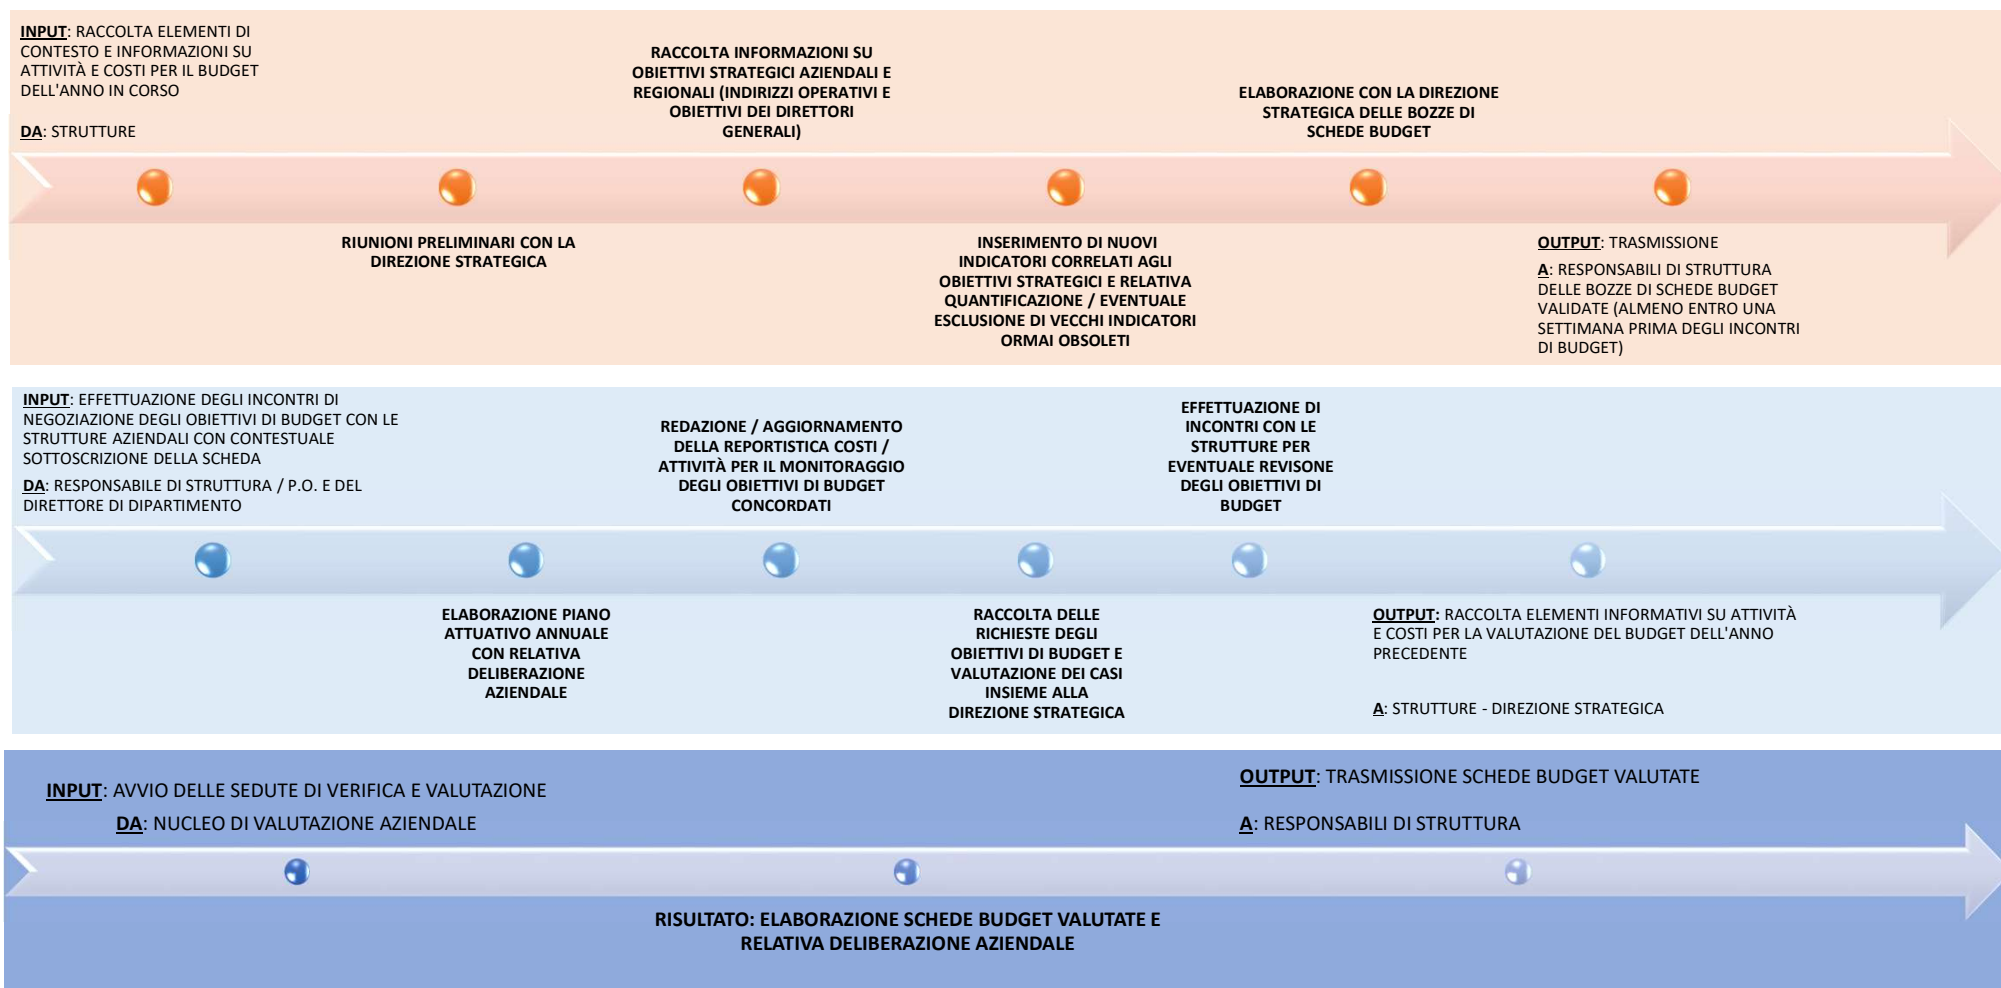 INPUT: RACCOLTA ELEMENTI DI
CONTESTO E INFORMAZIONI SU
ATTIVITÀ E COSTI PER IL BUDGET
DELL'ANNO IN CORSO
DA: STRUTTURE
RIUNIONI PRELIMINARI CON LA
DIREZIONE STRATEGICA
RACCOLTA INFORMAZIONI SU
OBIETTIVI STRATEGICI AZIENDALI E
REGIONALI (INDIRIZZI OPERATIVI E
OBIETTIVI DEI DIRETTORI
GENERALI)
INSERIMENTO DI NUOVI
INDICATORI CORRELATI AGLI
OBIETTIVI STRATEGICI E RELATIVA
QUANTIFICAZIONE / EVENTUALE
ESCLUSIONE DI VECCHI INDICATORI
ORMAI OBSOLETI
ELABORAZIONE CON LA DIREZIONE
STRATEGICA DELLE BOZZE DI
SCHEDE BUDGET
OUTPUT: TRASMISSIONE
A: RESPONSABILI DI STRUTTURA
DELLE BOZZE DI SCHEDE BUDGET
VALIDATE (ALMENO ENTRO UNA
SETTIMANA PRIMA DEGLI INCONTRI
DI BUDGET)
INPUT: EFFETTUAZIONE DEGLI INCONTRI DI
NEGOZIAZIONE DEGLI OBIETTIVI DI BUDGET CON LE
STRUTTURE AZIENDALI CON CONTESTUALE
SOTTOSCRIZIONE DELLA SCHEDA
DA: RESPONSABILE DI STRUTTURA / P.O. E DEL
DIRETTORE DI DIPARTIMENTO
ELABORAZIONE PIANO
ATTUATIVO ANNUALE
CON RELATIVA
DELIBERAZIONE
AZIENDALE
REDAZIONE / AGGIORNAMENTO
DELLA REPORTISTICA COSTI /
ATTIVITÀ PER IL MONITORAGGIO
DEGLI OBIETTIVI DI BUDGET
CONCORDATI
RACCOLTA DELLE
RICHIESTE DEGLI
OBIETTIVI DI BUDGET E
VALUTAZIONE DEI CASI
INSIEME ALLA
DIREZIONE STRATEGICA
EFFETTUAZIONE DI
INCONTRI CON LE
STRUTTURE PER
EVENTUALE REVISONE
DEGLI OBIETTIVI DI
BUDGET
OUTPUT: RACCOLTA ELEMENTI INFORMATIVI SU ATTIVITÀ
E COSTI PER LA VALUTAZIONE DEL BUDGET DELL'ANNO
PRECEDENTE
A: STRUTTURE - DIREZIONE STRATEGICA
INPUT: AVVIO DELLE SEDUTE DI VERIFICA E VALUTAZIONE
DA: NUCLEO DI VALUTAZIONE AZIENDALE
RISULTATO: ELABORAZIONE SCHEDE BUDGET VALUTATE E
RELATIVA DELIBERAZIONE AZIENDALE
OUTPUT: TRASMISSIONE SCHEDE BUDGET VALUTATE
A: RESPONSABILI DI STRUTTURA